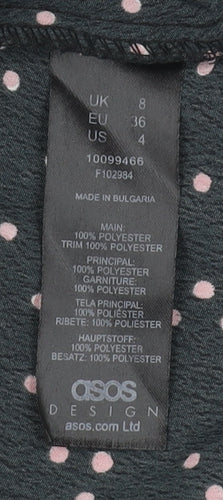 UK 8
EU 36
US 4
10099466
F102984
MADE IN BULGARIA
MAIN:
100% POLYESTER
TRIM 100% POLYESTER
PRINCIPAL:
100% POLYESTER
GARNITURE:
100% POLYESTER
TELA PRINCIPAL:
100% POLIÉSTER
RIBETE: 100% POLIÉSTER
HAUPTSTOFF:
100% POLYESTER
BESATZ: 100% POLYESTER
asos
DESIGN
asos.com Ltd